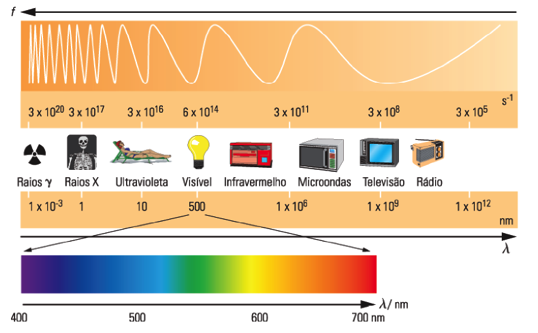 f
s⁻¹
3 x 10²⁰ 3 x 10¹⁷ 3 x 10¹⁶ 6 x 10¹⁴ 3 x 10¹¹ 3 x 10⁸ 3 x 10⁵
Raios γ Raios X Ultravioleta Visível Infravermelho Microondas Televisão Rádio
1 x 10⁻³ 1 10 500 1 x 10⁶ 1 x 10⁹ 1 x 10¹²
nm
λ
λ/ nm
400 500 600 700 nm